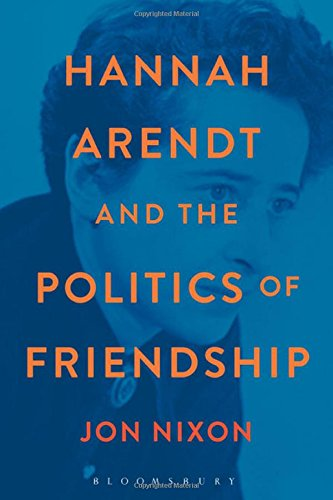 HANNAH
ARENDT
AND THE
POLITICS OF
FRIENDSHIP
JON NIXON
BLOOMSBURY